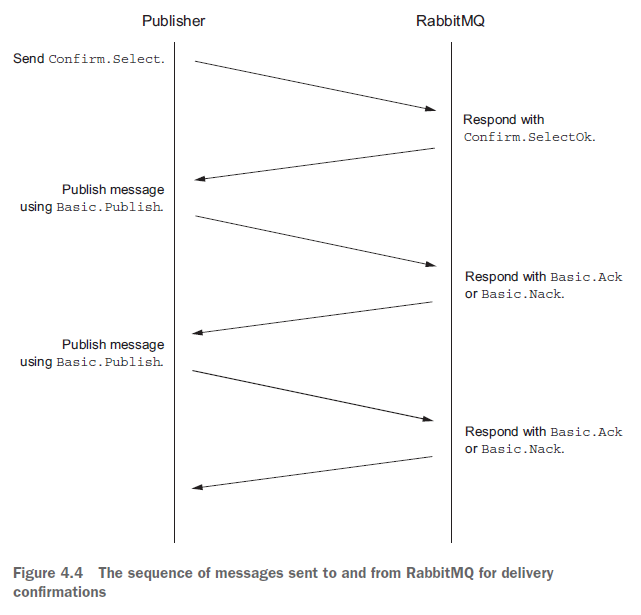 Publisher
RabbitMQ
Send Confirm.Select.
Respond with
Confirm.SelectOk.
Publish message
using Basic.Publish.
Respond with Basic.Ack
or Basic.Nack.
Publish message
using Basic.Publish.
Respond with Basic.Ack
or Basic.Nack.
Figure 4.4 The sequence of messages sent to and from RabbitMQ for delivery
confirmations